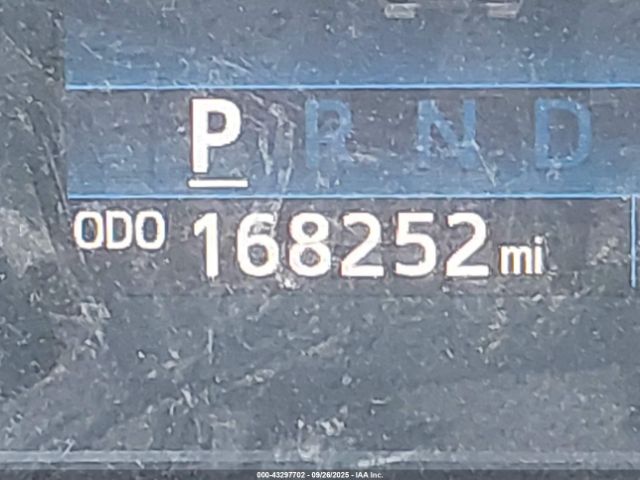 P R N D
ODO 168252 mi
000-43297702 - 09/26/2025 - IAA Inc.